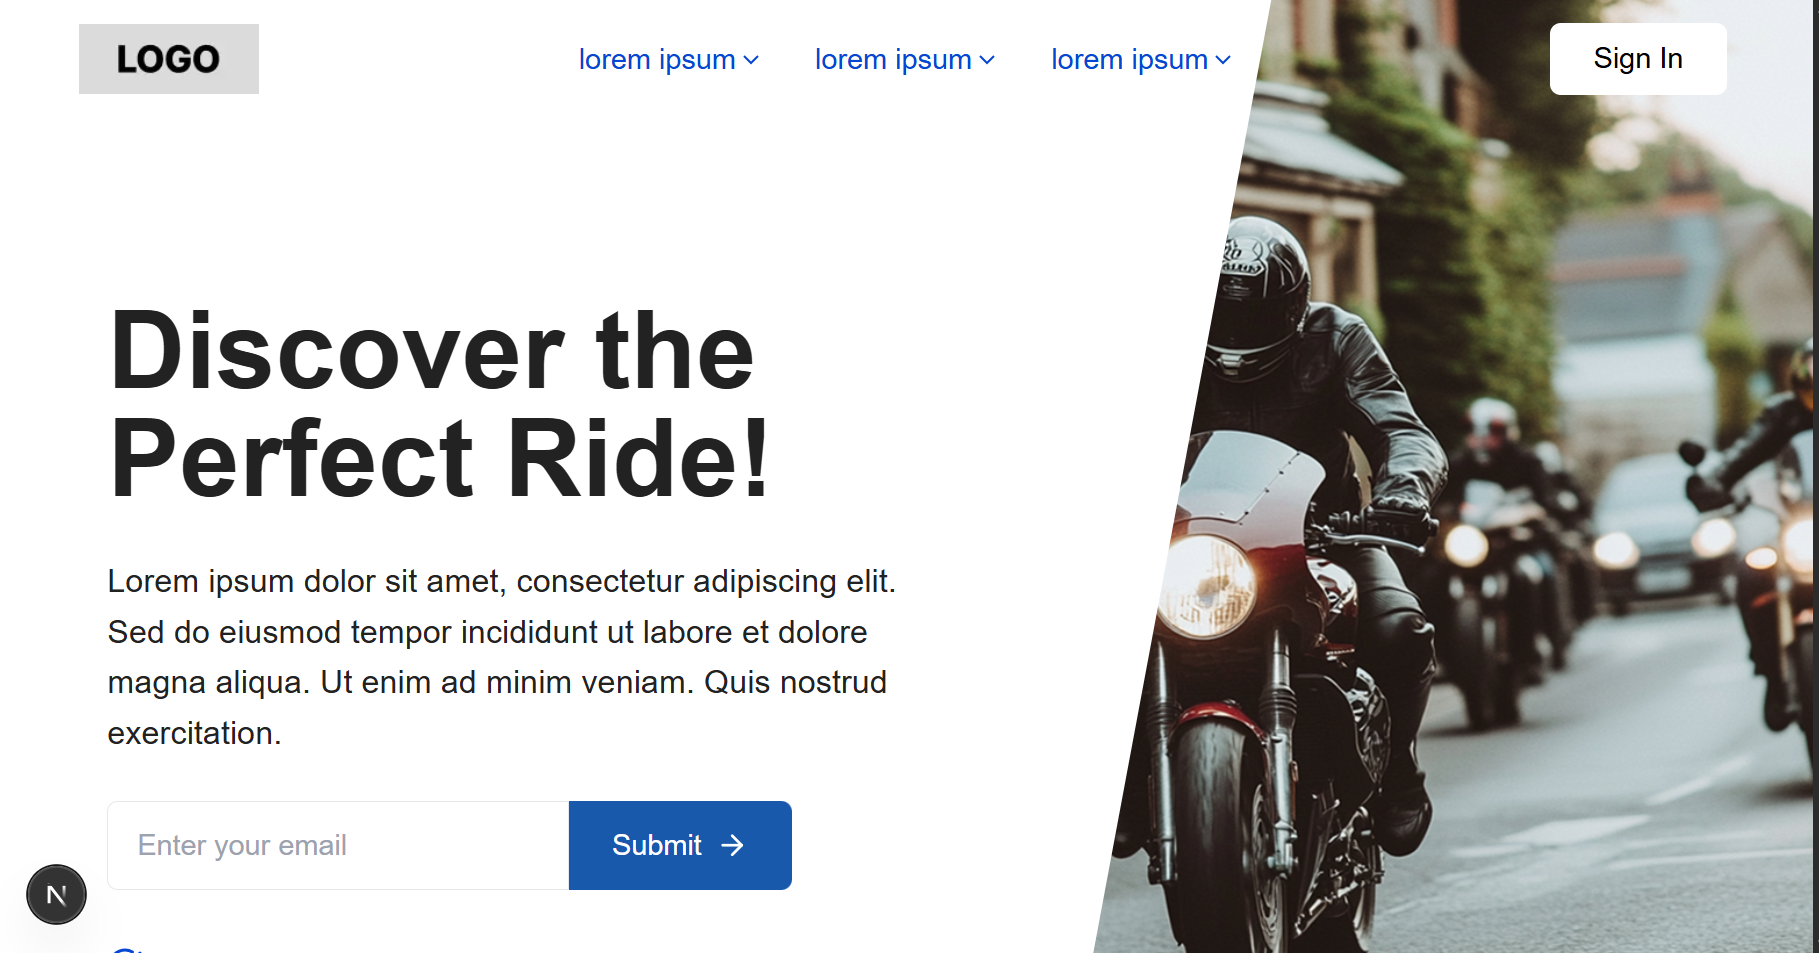 LOGO
lorem ipsum
lorem ipsum
lorem ipsum
Sign In
Discover the
Perfect Ride!
Lorem ipsum dolor sit amet, consectetur adipiscing elit.
Sed do eiusmod tempor incididunt ut labore et dolore
magna aliqua. Ut enim ad minim veniam. Quis nostrud
exercitation.
Enter your email
Submit
N